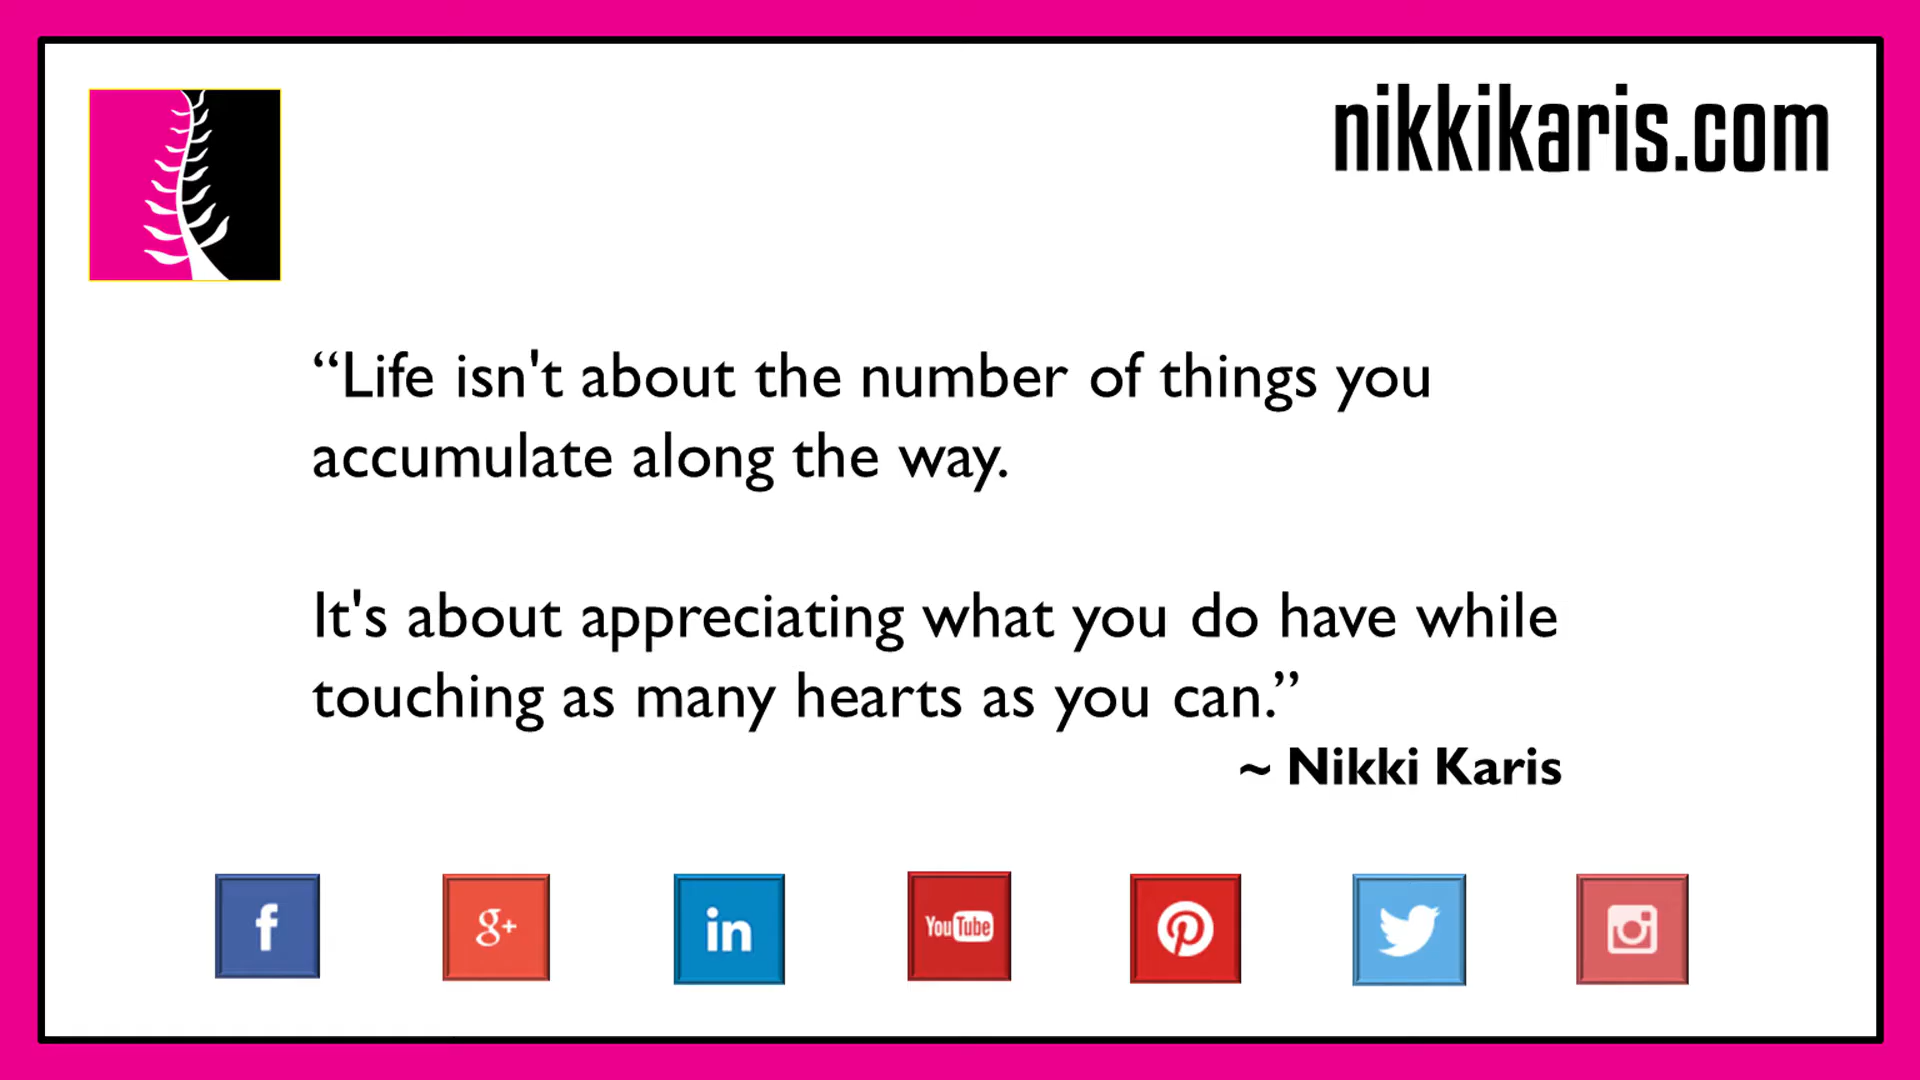 nikkikaris.com
“Life isn't about the number of things you
accumulate along the way.
It's about appreciating what you do have while
touching as many hearts as you can.”
~ Nikki Karis
f
g+
in
YouTube